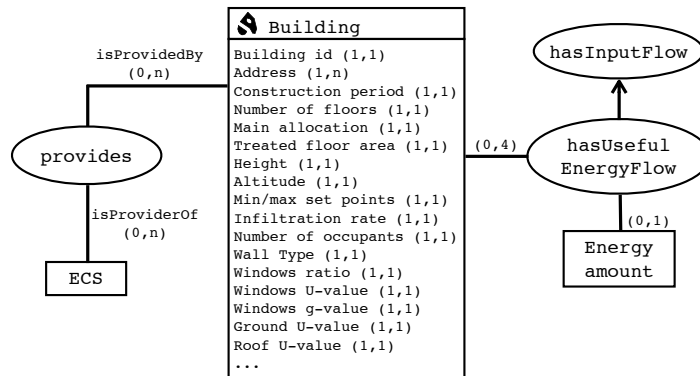 Building
isProvidedBy
(0,n)
provides
isProviderOf
(0,n)
ECS
Building id (1,1)
Address (1,n)
Construction period (1,1)
Number of floors (1,1)
Main allocation (1,1)
Treated floor area (1,1)
Height (1,1)
Altitude (1,1)
Min/max set points (1,1)
Infiltration rate (1,1)
Number of occupants (1,1)
Wall Type (1,1)
Windows ratio (1,1)
Windows U-value (1,1)
Windows g-value (1,1)
Ground U-value (1,1)
Roof U-value (1,1)
...
hasInputFlow
(0,4)
hasUseful
EnergyFlow
(0,1)
Energy
amount